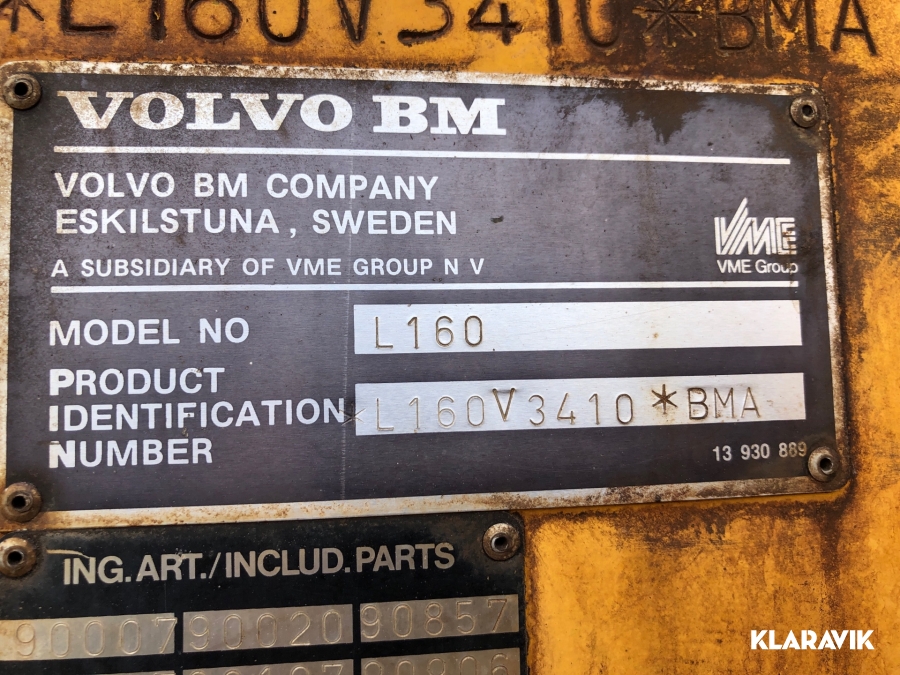 *L160V3410*BMA
VOLVO BM
VOLVO BM COMPANY
ESKILSTUNA, SWEDEN
A SUBSIDIARY OF VME GROUP N V
VME
VME Group
MODEL NO L160
PRODUCT
IDENTIFICATION
NUMBER
*L160V3410*BMA
13 930 889
ING. ART./INCLUD. PARTS
90007 90020 90857
KLARAVIK